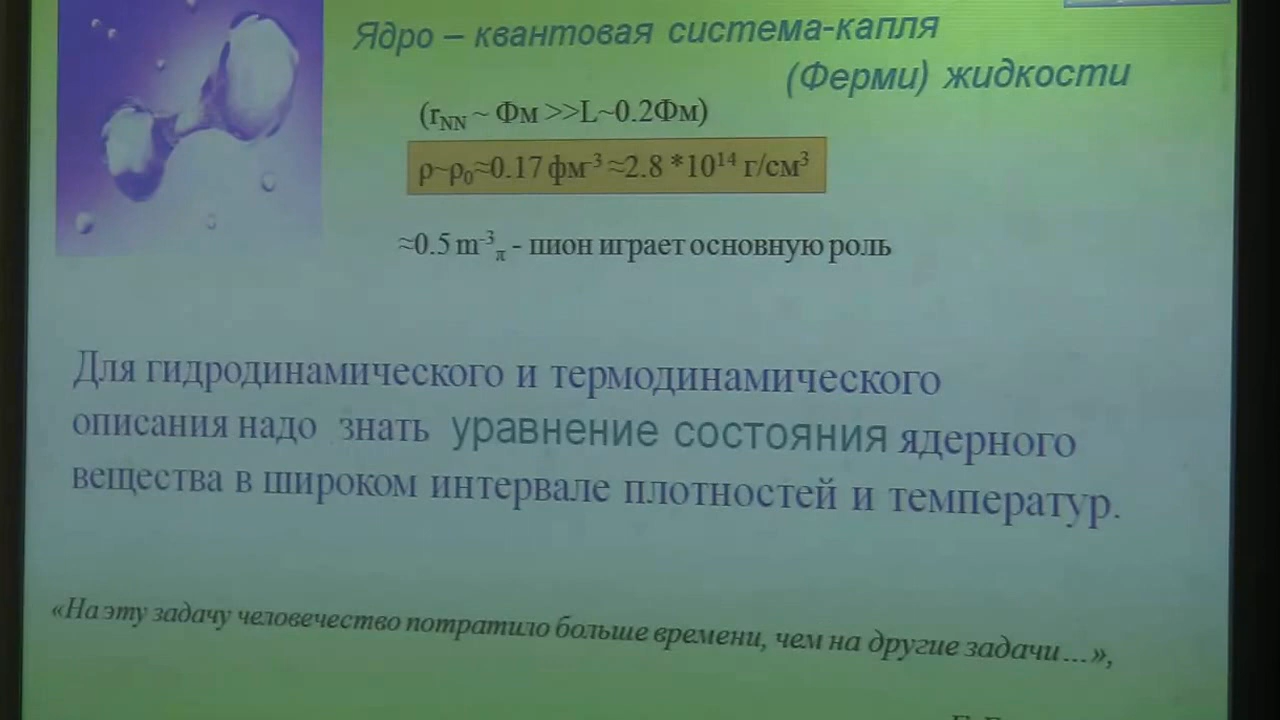 Ядро – квантовая система-капля
(Ферми) жидкости
(rNN ~ Фм >>L~0.2Фм)
ρ~ρ0≈0.17 фм-3 ≈2.8 *10¹⁴ г/см³
≈0.5 m-3π - пион играет основную роль
Для гидродинамического и термодинамического
описания надо знать уравнение состояния ядерного
вещества в широком интервале плотностей и температур.
«На эту задачу человечество потратило больше времени, чем на другие задачи…»,